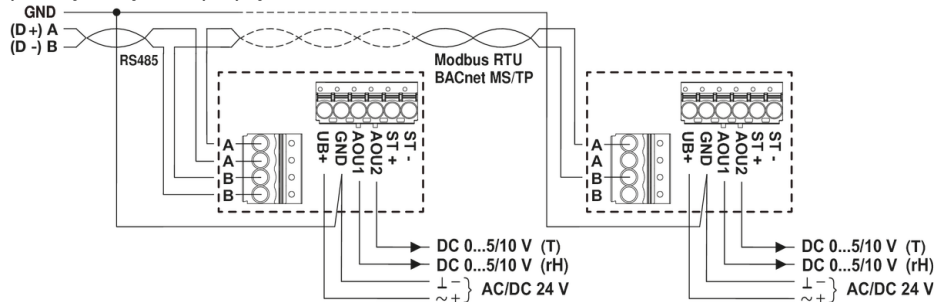 GND
(D+) A
(D -) B
RS485
Modbus RTU
BACnet MS/TP
A
A
B
B
UB+
GND
AOU1
AOU2
ST +
ST -
A
A
B
B
UB+
GND
AOU1
AOU2
ST +
ST -
DC 0...5/10 V (T)
DC 0...5/10 V (rH)
⊥ −
~ + } AC/DC 24 V
DC 0...5/10 V (T)
DC 0...5/10 V (rH)
⊥ −
~ + } AC/DC 24 V